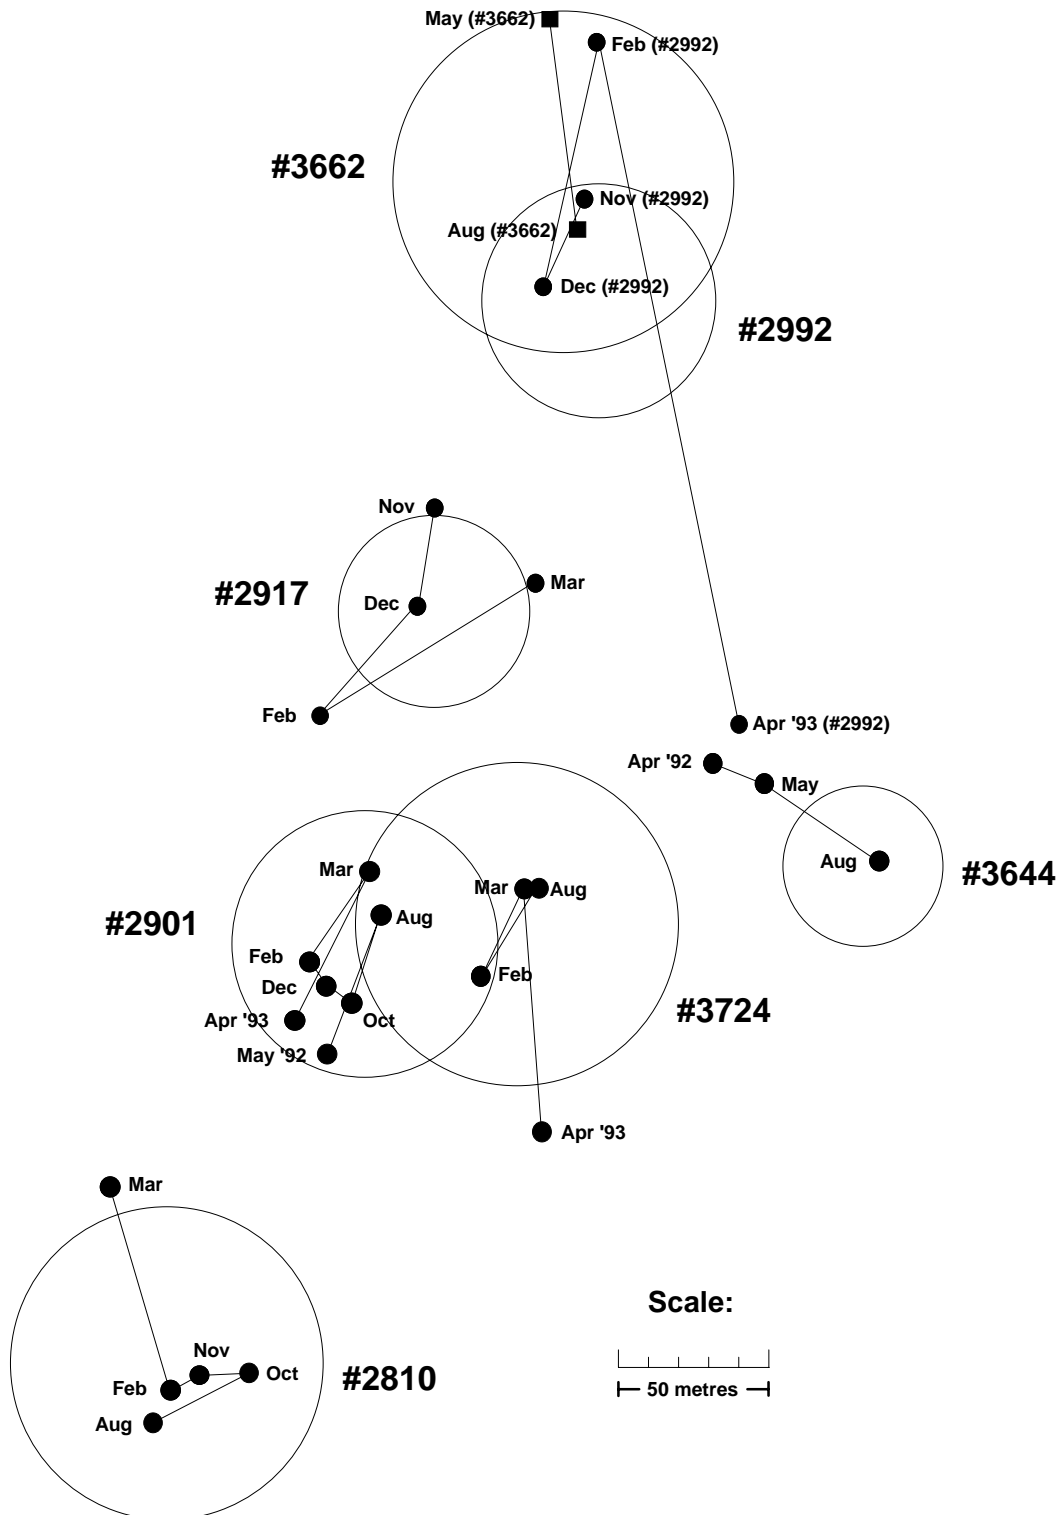 May (#3662)
Feb (#2992)
#3662
Nov (#2992)
Aug (#3662)
Dec (#2992)
#2992
Nov
Mar
#2917
Dec
Feb
Apr '93 (#2992)
Apr '92
May
Aug
#3644
Mar
Mar
Aug
#2901
Aug
Feb
Feb
Dec
Oct
Apr '93
#3724
May '92
Apr '93
Mar
Scale:
Nov
Oct
#2810
Feb
50 metres
Aug